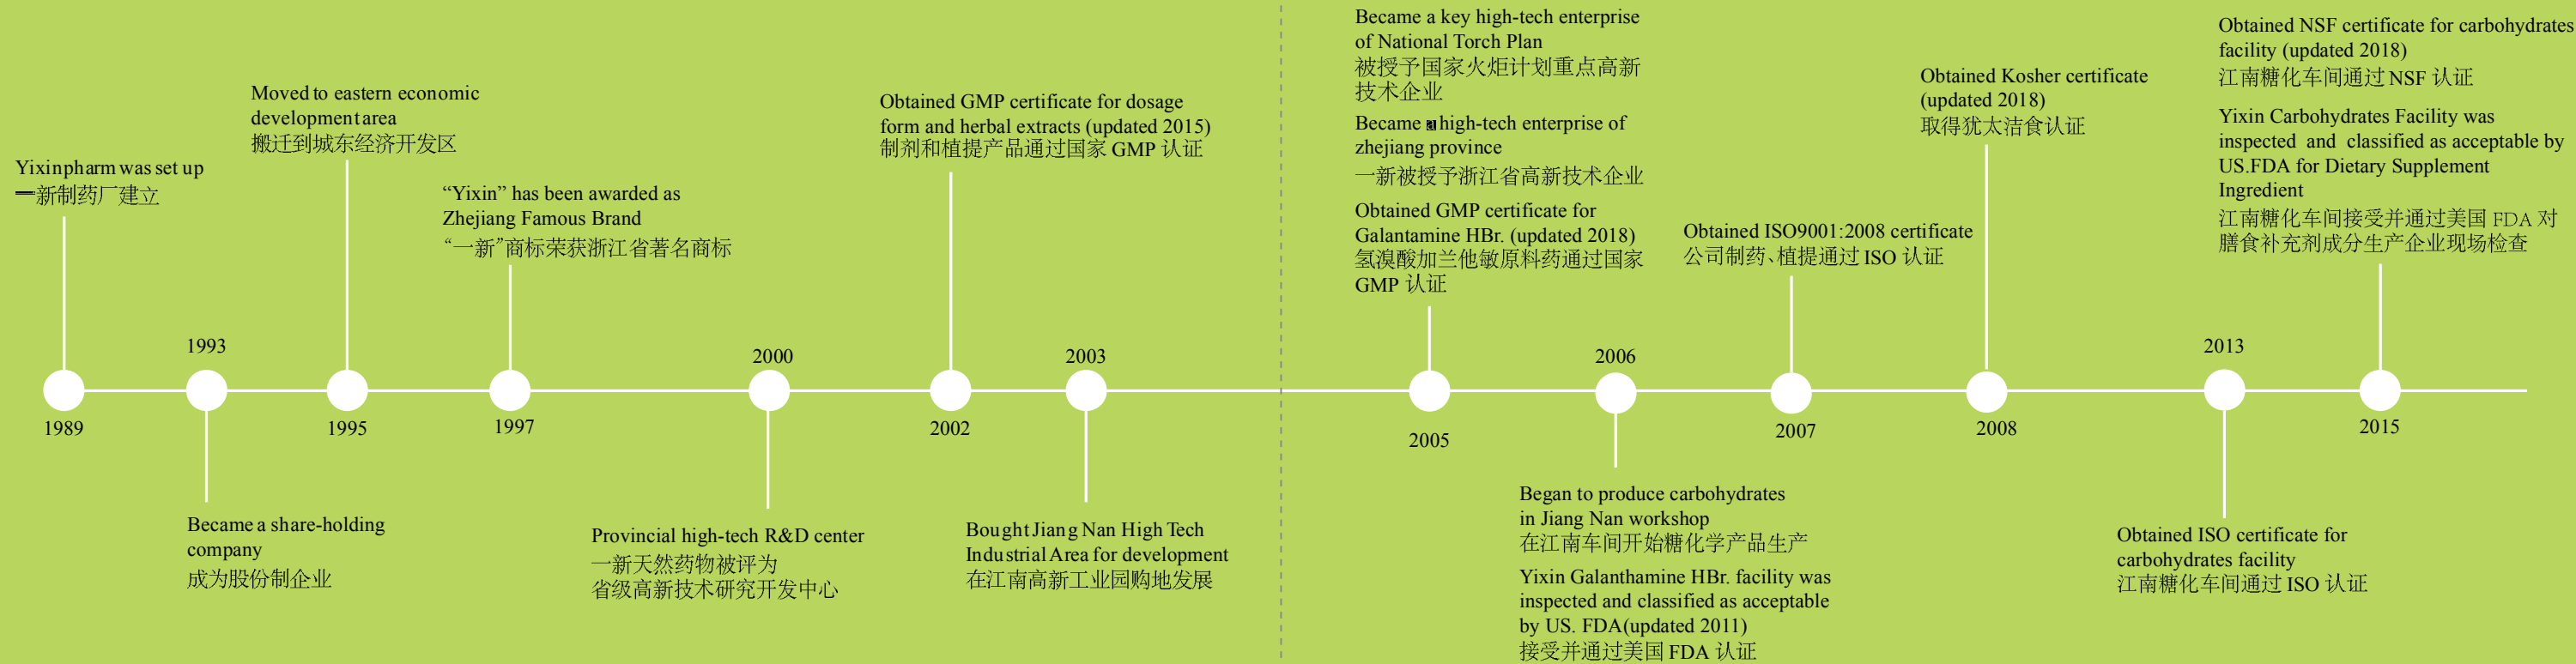 Yixinpharm was set up
一新制药厂建立
1989
1993
Became a share-holding
company
成为股份制企业
Moved to eastern economic
development area
搬迁到城东经济开发区
1995
“Yixin” has been awarded as
Zhejiang Famous Brand
“一新”商标荣获浙江省著名商标
1997
2000
Provincial high-tech R&D center
一新天然药物被评为
省级高新技术研究开发中心
Obtained GMP certificate for dosage
form and herbal extracts (updated 2015)
制剂和植提产品通过国家 GMP 认证
2002
2003
Bought Jiang Nan High Tech
Industrial Area for development
在江南高新工业园购地发展
Became a key high-tech enterprise
of National Torch Plan
被授予国家火炬计划重点高新
技术企业
Became a high-tech enterprise of
zhejiang province
一新被授予浙江省高新技术企业
Obtained GMP certificate for
Galantamine HBr. (updated 2018)
氢溴酸加兰他敏原料药通过国家
GMP 认证
2005
2006
Began to produce carbohydrates
in Jiang Nan workshop
在江南车间开始糖化学产品生产
Yixin Galanthamine HBr. facility was
inspected and classified as acceptable
by US. FDA(updated 2011)
接受并通过美国 FDA 认证
Obtained ISO9001:2008 certificate
公司制药、植提通过 ISO 认证
2007
Obtained Kosher certificate
(updated 2018)
取得犹太洁食认证
2008
2013
Obtained ISO certificate for
carbohydrates facility
江南糖化车间通过 ISO 认证
Obtained NSF certificate for carbohydrates
facility (updated 2018)
江南糖化车间通过 NSF 认证
Yixin Carbohydrates Facility was
inspected and classified as acceptable by
US.FDA for Dietary Supplement
Ingredient
江南糖化车间接受并通过美国 FDA 对
膳食补充剂成分生产企业现场检查
2015